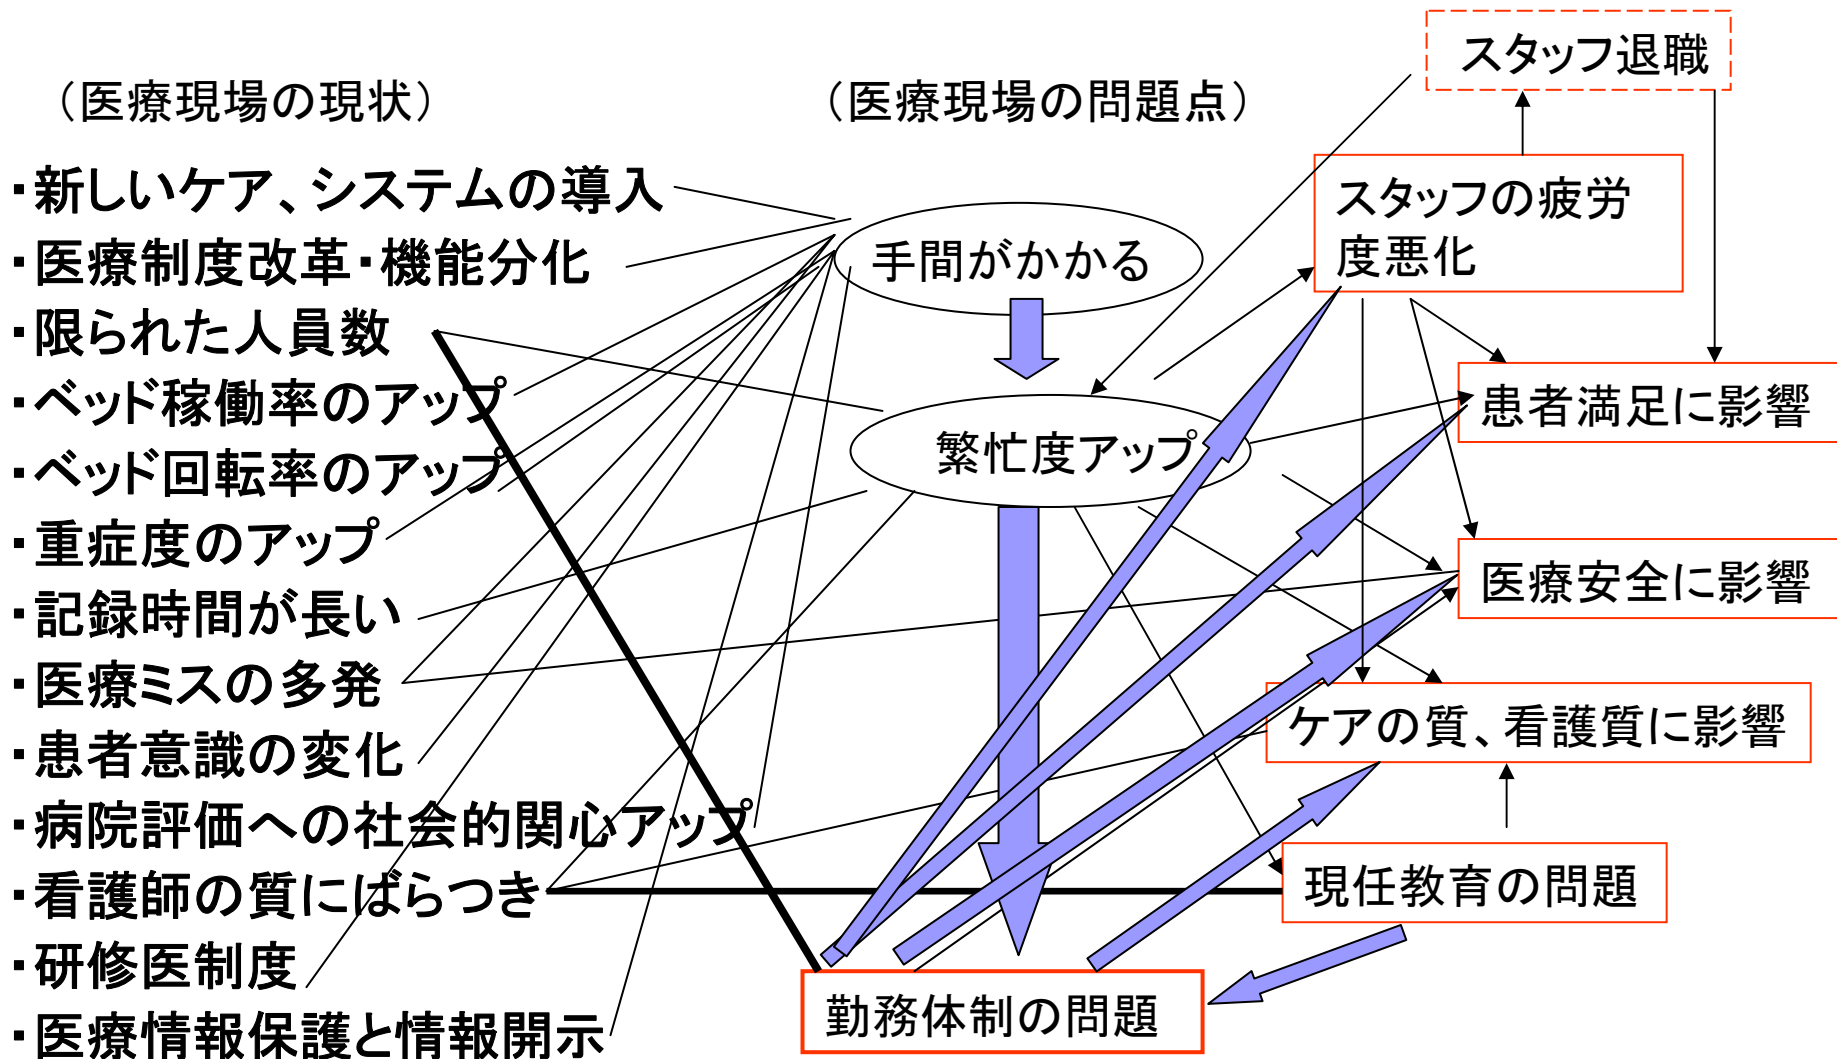 （医療現場の現状）
・新しいケア、システムの導入
・医療制度改革・機能分化
・限られた人員数
・ベッド稼働率のアップ
・ベッド回転率のアップ
・重症度のアップ
・記録時間が長い
・医療ミスの多発
・患者意識の変化
・病院評価への社会的関心アップ
・看護師の質にばらつき
・研修医制度
・医療情報保護と情報開示
（医療現場の問題点）
手間がかかる
繁忙度アップ
勤務体制の問題
スタッフ退職
スタッフの疲労
度悪化
患者満足に影響
医療安全に影響
ケアの質、看護質に影響
現任教育の問題